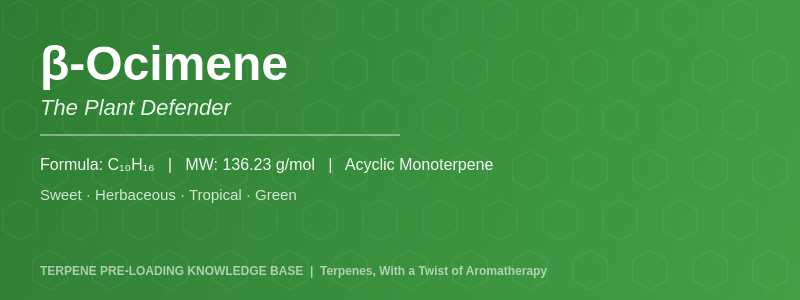 β-Ocimene
The Plant Defender
Formula: C₁₀H₁₆ | MW: 136.23 g/mol | Acyclic Monoterpene
Sweet · Herbaceous · Tropical · Green
TERPENE PRE-LOADING KNOWLEDGE BASE | Terpenes, With a Twist of Aromatherapy